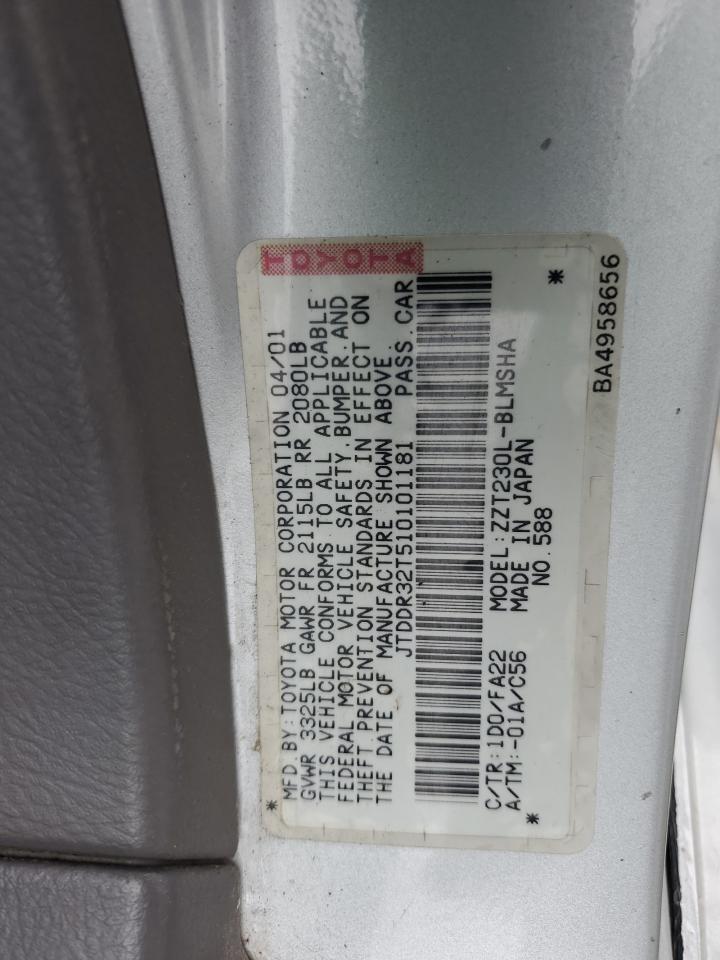 TOYOTA
MFD.BY:TOYOTA MOTOR CORPORATION 04/01
GVWR 3325LB GAWR FR 2115LB RR 2080LB
THIS VEHICLE CONFORMS TO ALL APPLICABLE
FEDERAL MOTOR VEHICLE SAFETY,BUMPER,AND
THEFT PREVENTION STANDARDS IN EFFECT ON
THE DATE OF MANUFACTURE SHOWN ABOVE.
JTDDR32T510101181 PASS.CAR
C/TR:1D0/FA22 MODEL:ZZT230L-BLMSHA
A/TM:-01A/C56 MADE IN JAPAN
NO.588
BA4958656